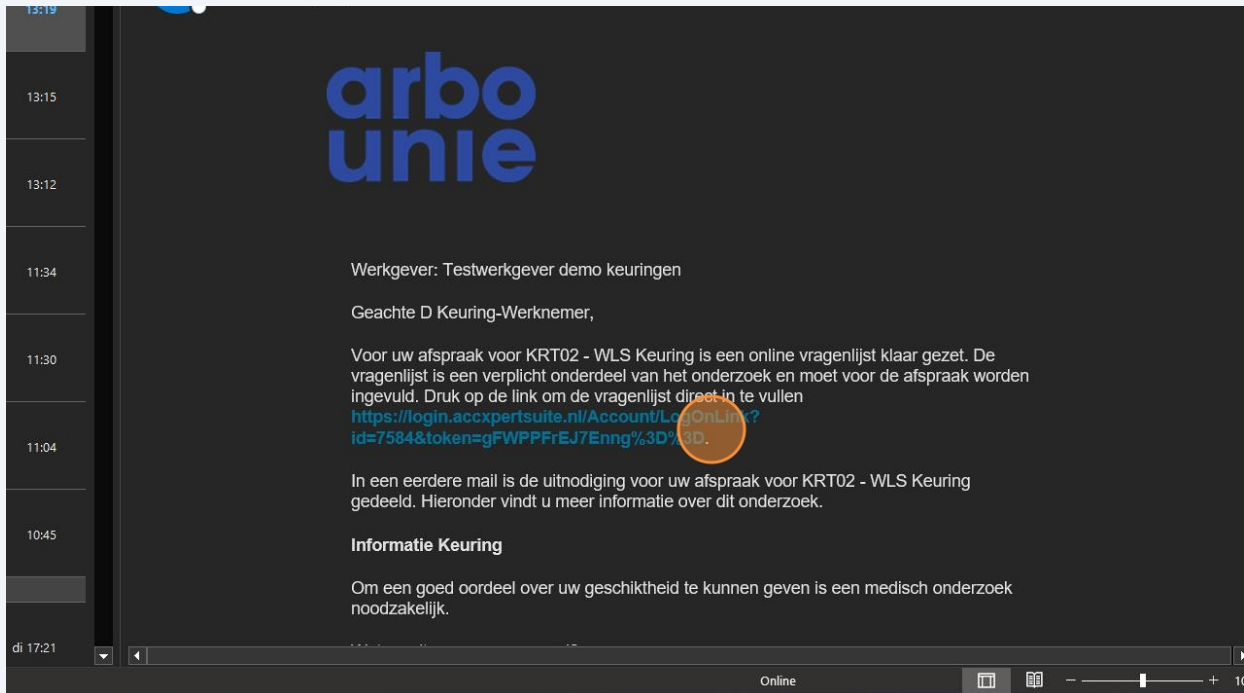 13:19
13:15
13:12
11:34
11:30
11:04
10:45
di 17:21
arbo
unie
Werkgever: Testwerkgever demo keuringen
Geachte D Keuring-Werknemer,
Voor uw afspraak voor KRT02 - WLS Keuring is een online vragenlijst klaar gezet. De
vragenlijst is een verplicht onderdeel van het onderzoek en moet voor de afspraak worden
ingevuld. Druk op de link om de vragenlijst direct in te vullen
https://login.accxpertsuite.nl/Account/LogOnLink?
id=7584&token=gFWPPFrEJ7Enng%3D%3D.
In een eerdere mail is de uitnodiging voor uw afspraak voor KRT02 - WLS Keuring
gedeeld. Hieronder vindt u meer informatie over dit onderzoek.
Informatie Keuring
Om een goed oordeel over uw geschiktheid te kunnen geven is een medisch onderzoek
noodzakelijk.
Online